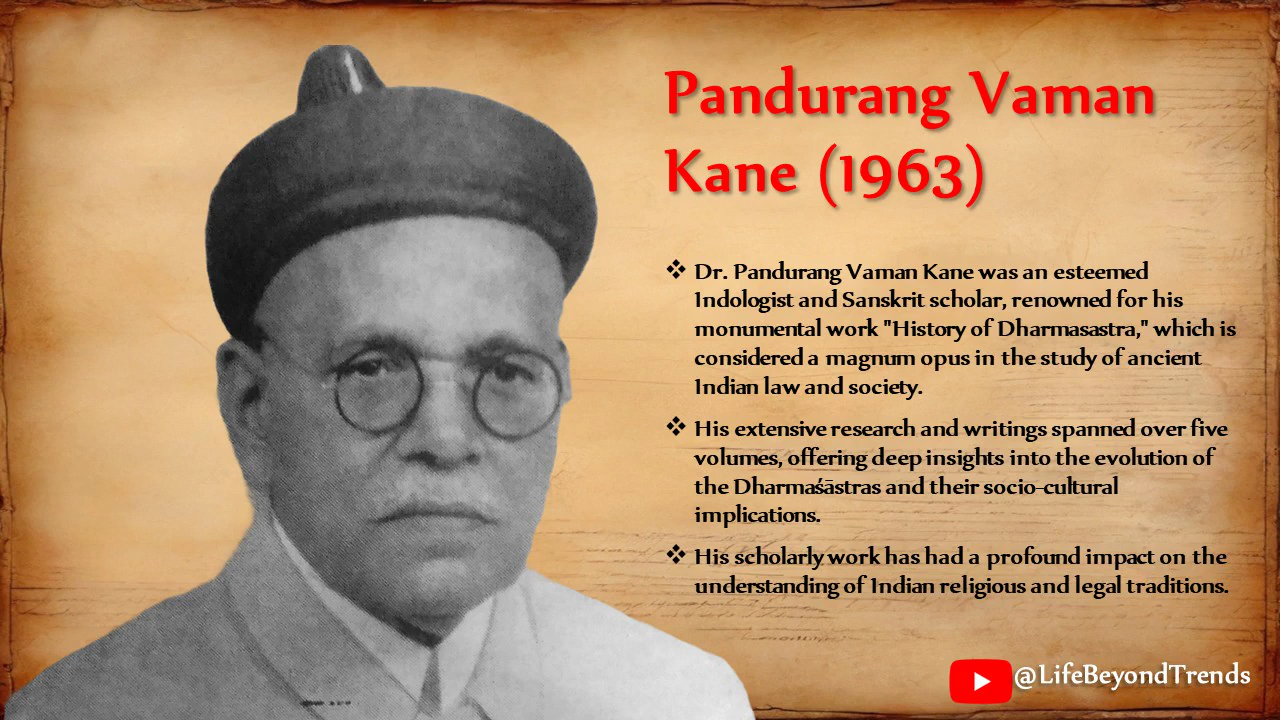 Pandurang Vaman
Kane (1963)
❖ Dr. Pandurang Vaman Kane was an esteemed
Indologist and Sanskrit scholar, renowned for his
monumental work "History of Dharmasastra," which is
considered a magnum opus in the study of ancient
Indian law and society.
❖ His extensive research and writings spanned over five
volumes, offering deep insights into the evolution of
the Dharmaśāstras and their socio-cultural
implications.
❖ His scholarly work has had a profound impact on the
understanding of Indian religious and legal traditions.
@LifeBeyondTrends